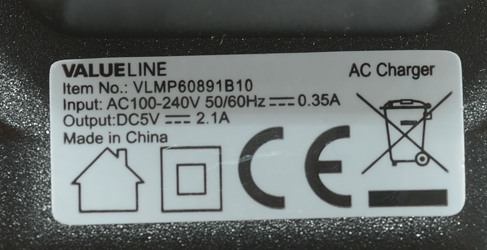 VALUELINE
AC Charger
Item No.: VLMP60891B10
Input: AC100-240V 50/60Hz ⎓ 0.35A
Output:DC5V ⎓ 2.1A
Made in China
CE